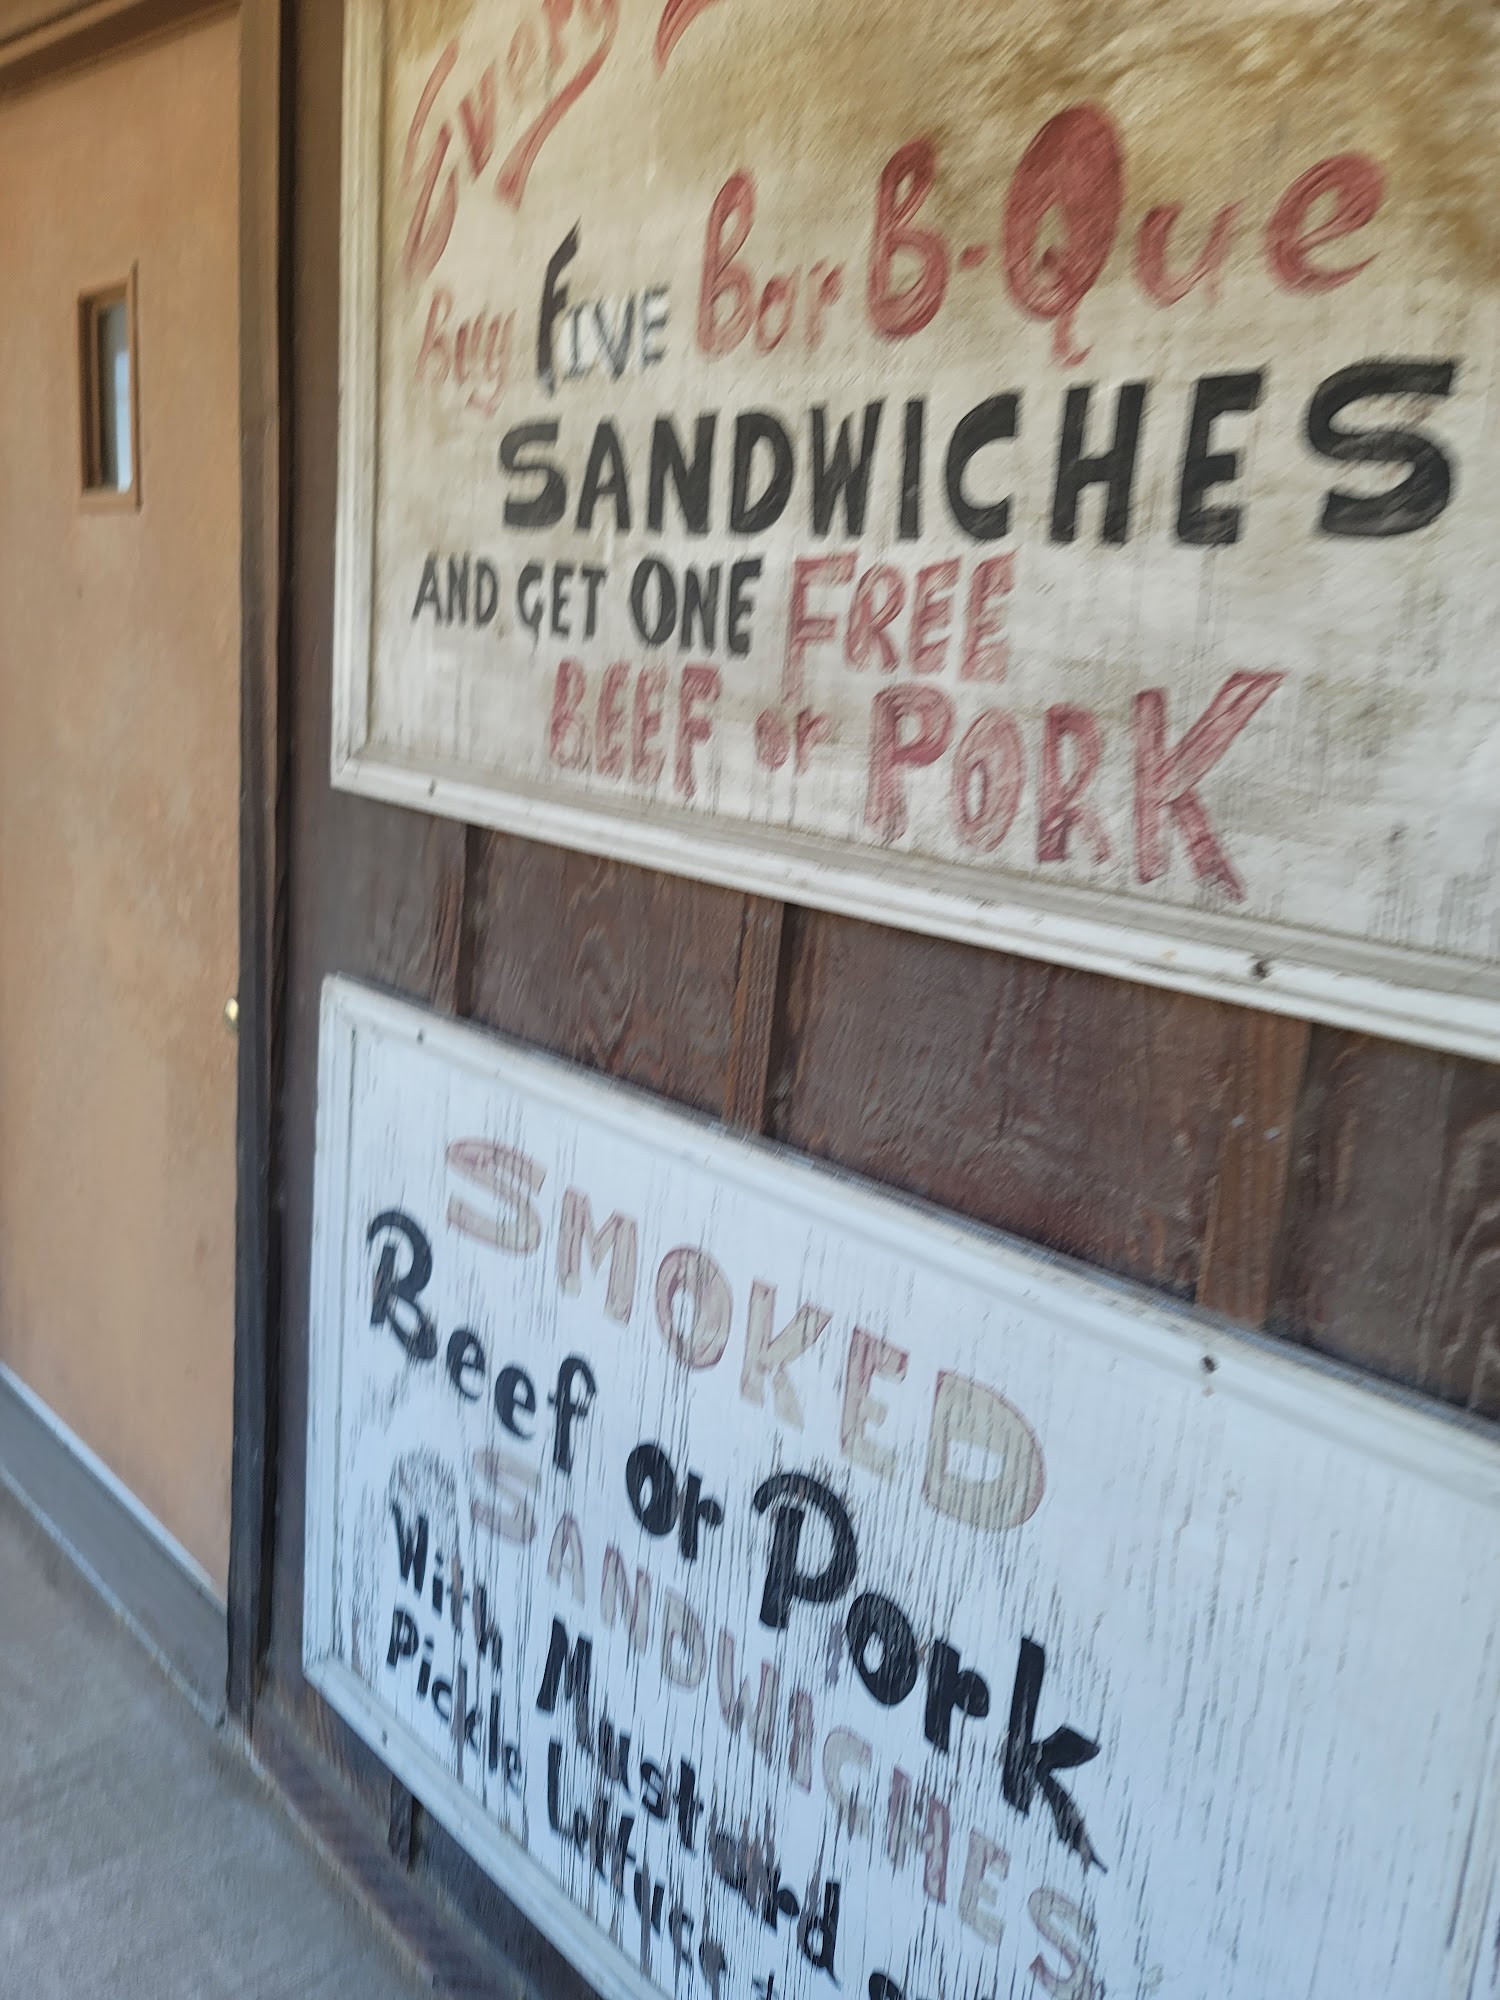 Every
Buy FIVE Bar-B-Que
SANDWICHES
AND GET ONE FREE
BEEF or PORK
SMOKED
Beef or Pork
SANDWICHES
With Mustard
Pickle Lettuce